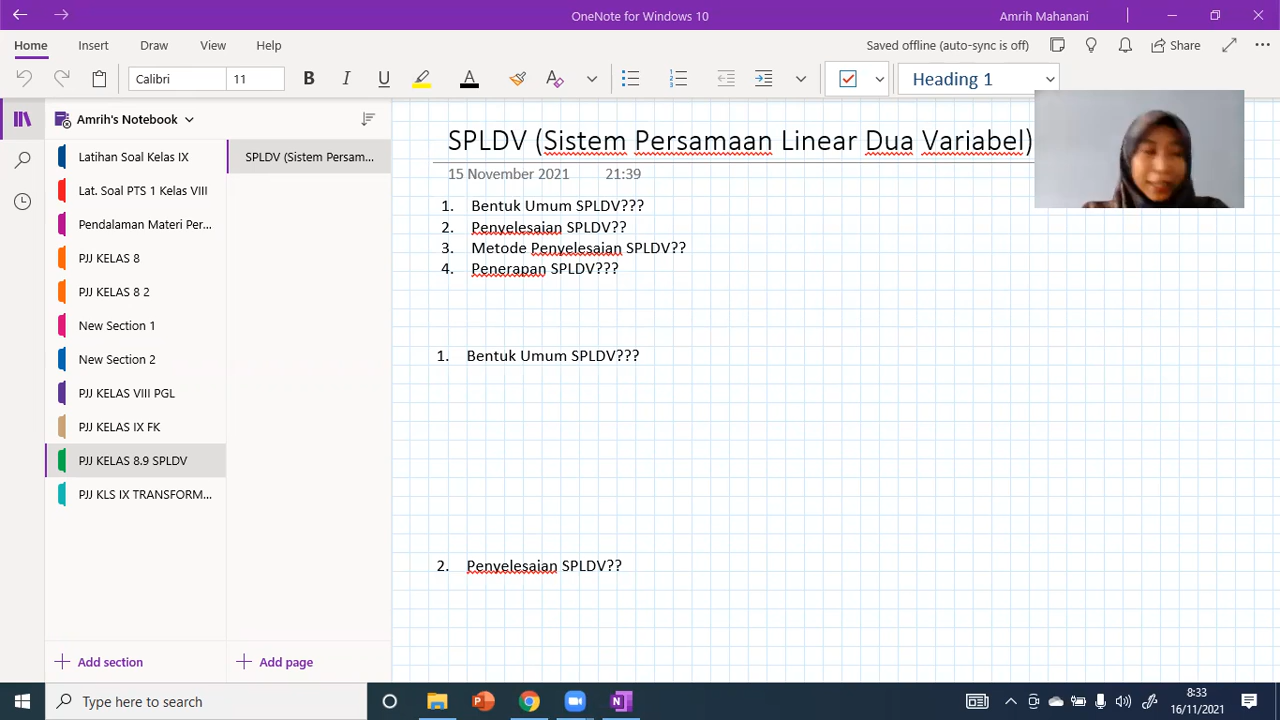 OneNote for Windows 10
Amrih Mahanani
Home
Insert
Draw
View
Help
Saved offline (auto-sync is off)
Share
Calibri
11
B
I
U
A
Heading 1
Amrih's Notebook
Latihan Soal Kelas IX
Lat. Soal PTS 1 Kelas VIII
Pendalaman Materi Per...
PJJ KELAS 8
PJJ KELAS 8 2
New Section 1
New Section 2
PJJ KELAS VIII PGL
PJJ KELAS IX FK
PJJ KELAS 8.9 SPLDV
PJJ KLS IX TRANSFORM...
Add section
SPLDV (Sistem Persam...
Add page
SPLDV (Sistem Persamaan Linear Dua Variabel)
15 November 2021 21:39
1. Bentuk Umum SPLDV???
2. Penyelesaian SPLDV??
3. Metode Penyelesaian SPLDV??
4. Penerapan SPLDV???
1. Bentuk Umum SPLDV???
2. Penyelesaian SPLDV??
Type here to search
8:33
16/11/2021